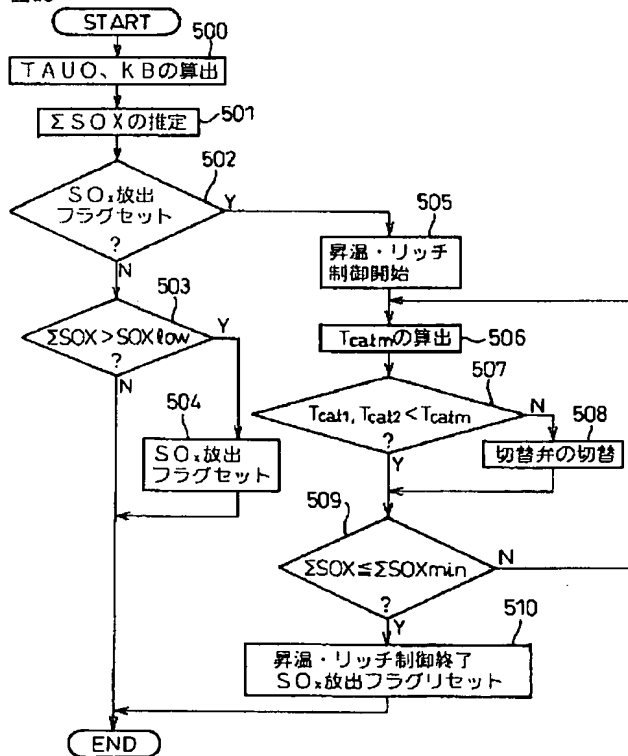 START
500
TAUO、KBの算出
ΣSOXの推定
501
502
SOx放出
フラグセット
?
Y
N
503
ΣSOX>SOXlow
?
Y
N
504
SOx放出
フラグセット
505
昇温・リッチ
制御開始
Tcatmの算出
506
507
Tcat1,Tcat2<Tcatm
?
N
Y
508
切替弁の切替
509
ΣSOX≦ΣSOXmin
?
N
Y
510
昇温・リッチ制御終了
SOx放出フラグリセット
END